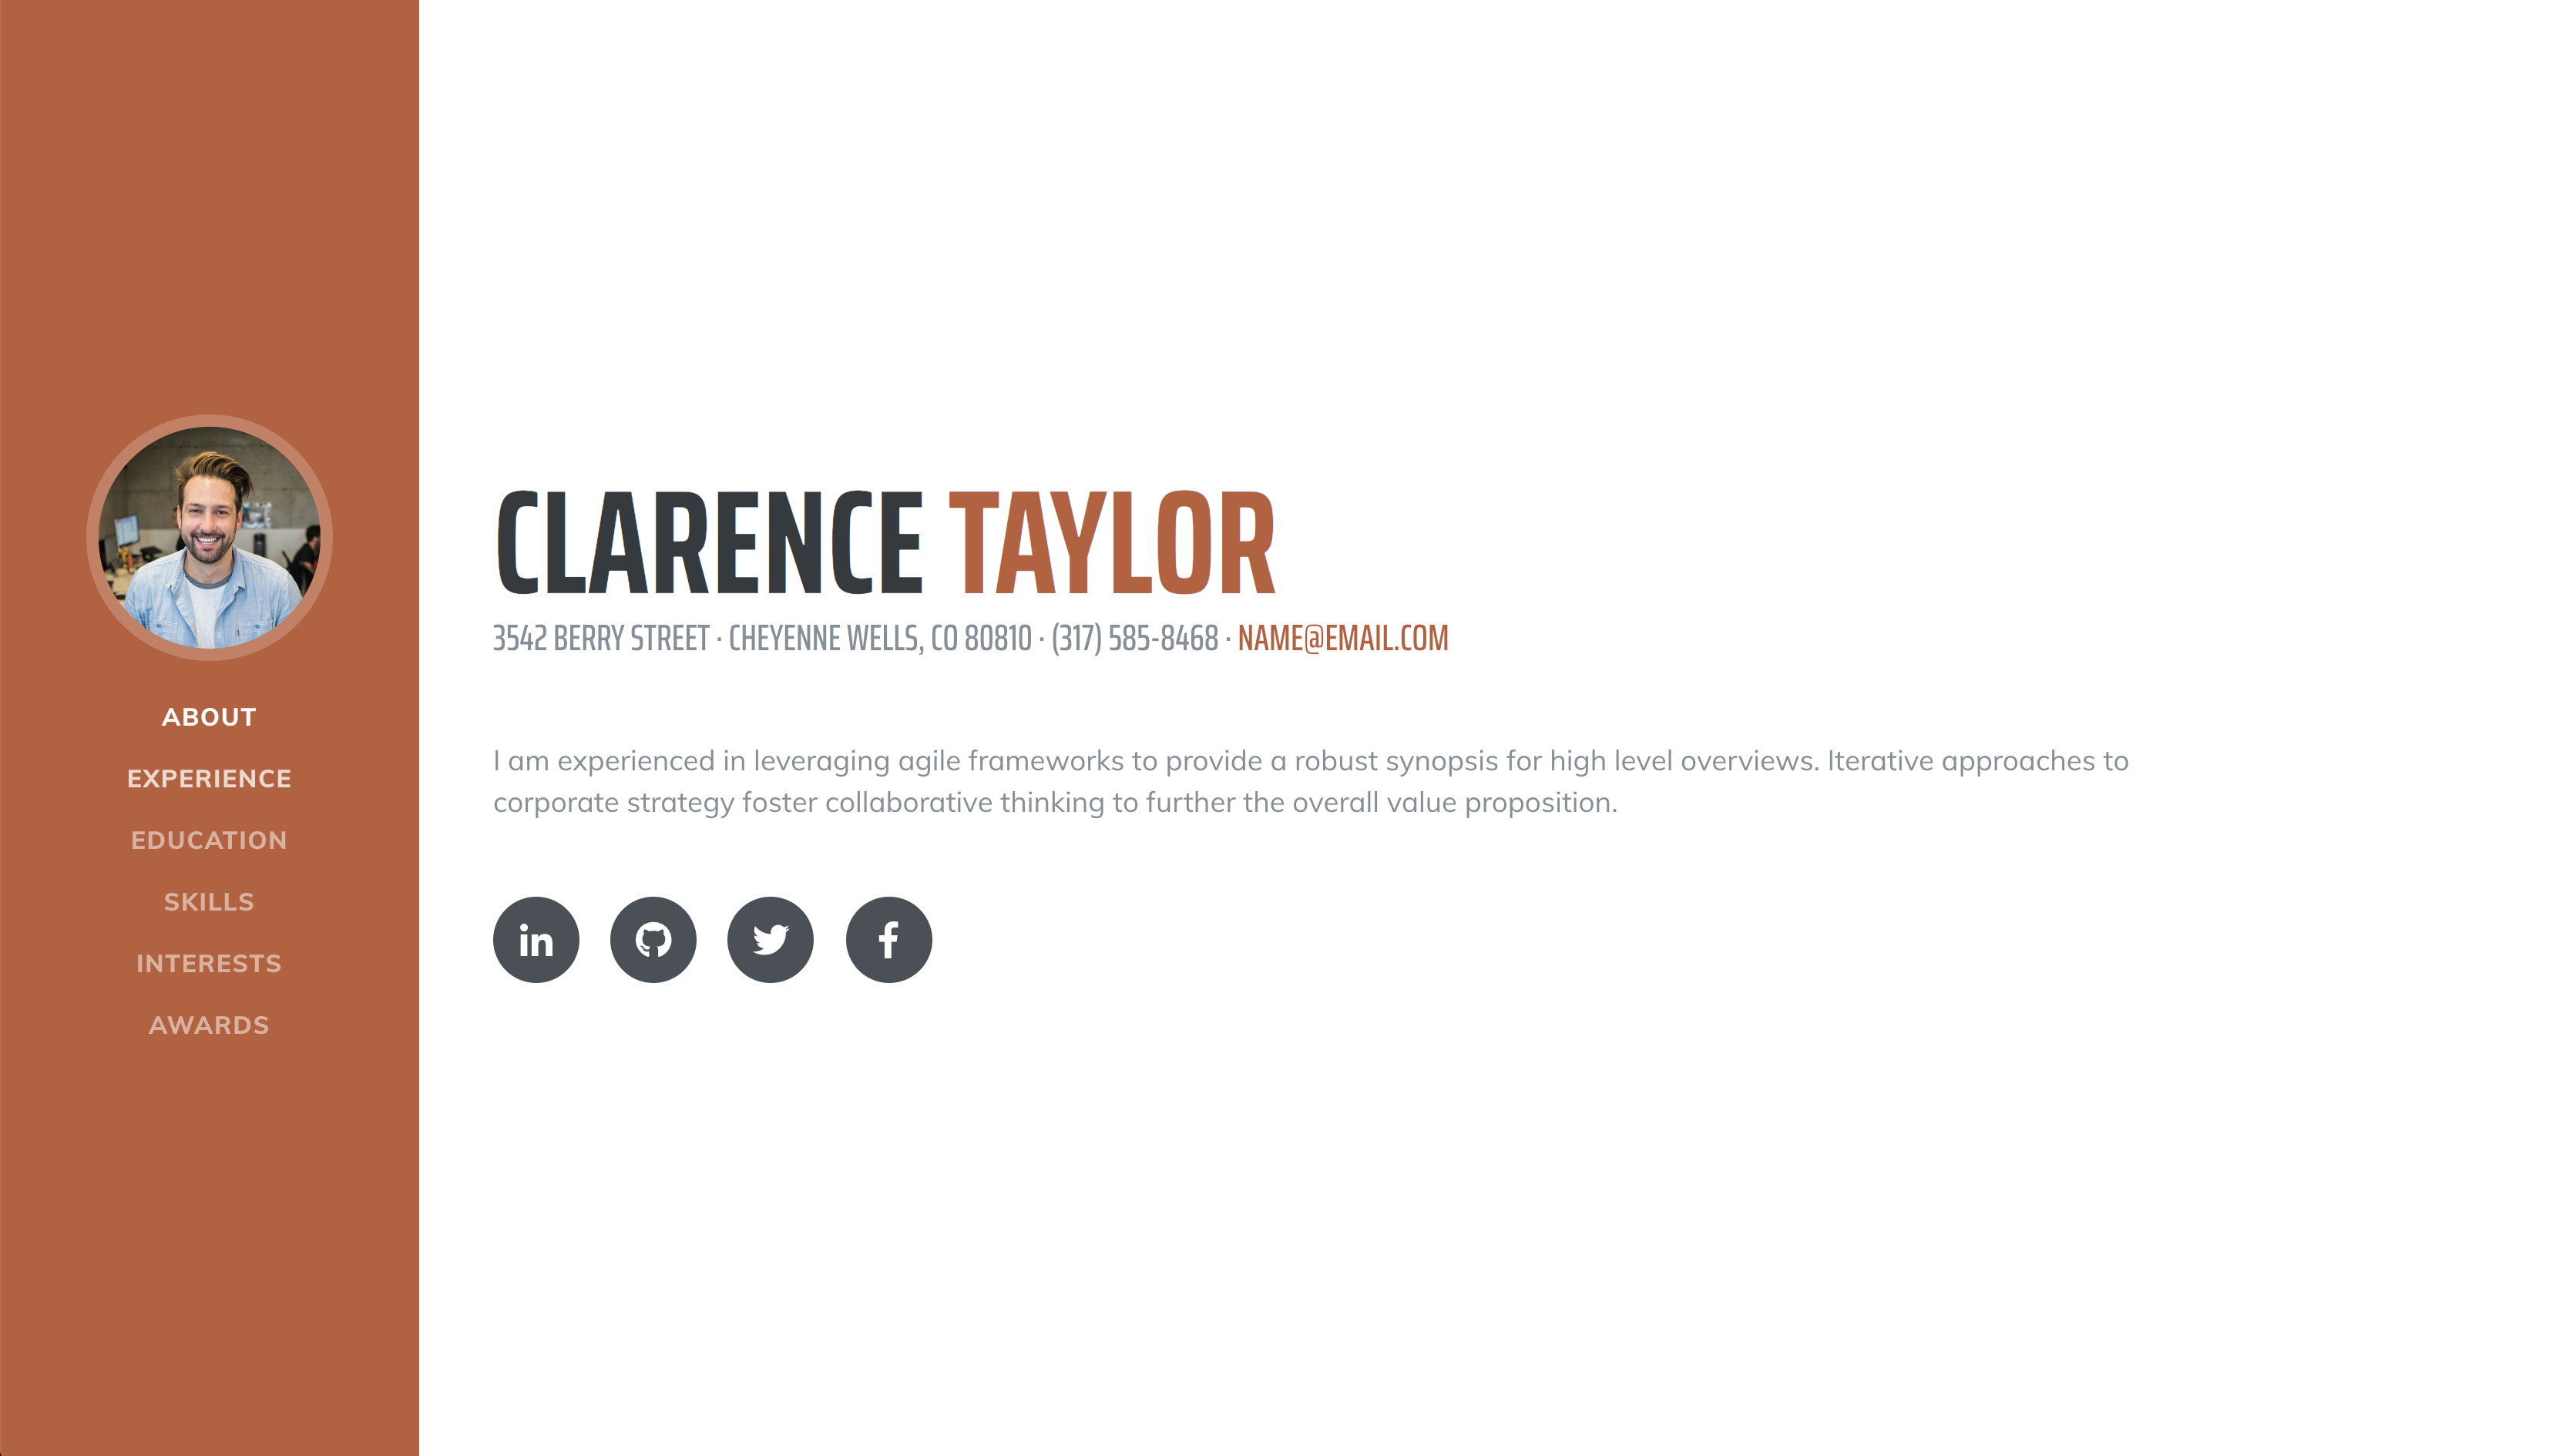 ABOUT
EXPERIENCE
EDUCATION
SKILLS
INTERESTS
AWARDS
CLARENCE TAYLOR
3542 BERRY STREET · CHEYENNE WELLS, CO 80810 · (317) 585-8468 · NAME@EMAIL.COM
I am experienced in leveraging agile frameworks to provide a robust synopsis for high level overviews. Iterative approaches to
corporate strategy foster collaborative thinking to further the overall value proposition.
in
f